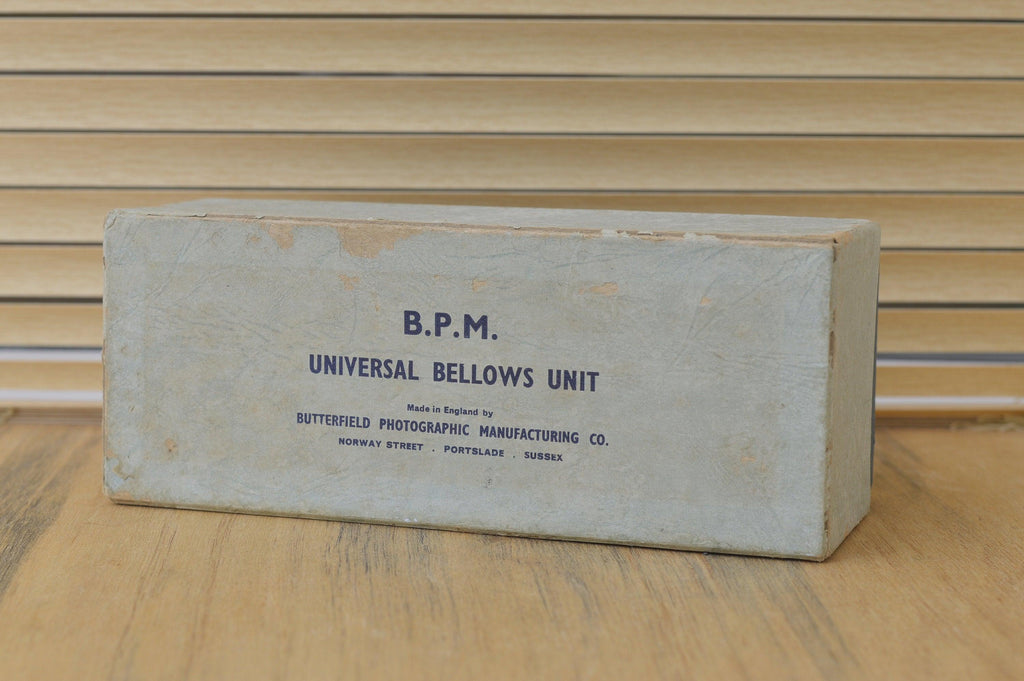 B.P.M.
UNIVERSAL BELLOWS UNIT
Made in England by
BUTTERFIELD PHOTOGRAPHIC MANUFACTURING CO.
NORWAY STREET . PORTSLADE . SUSSEX